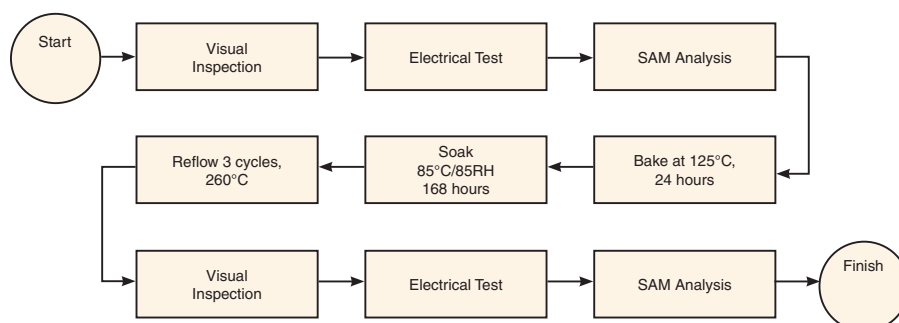 Start
Visual
Inspection
Electrical Test
SAM Analysis
Bake at 125°C,
24 hours
Soak
85°C/85RH
168 hours
Reflow 3 cycles,
260°C
Visual
Inspection
Electrical Test
SAM Analysis
Finish